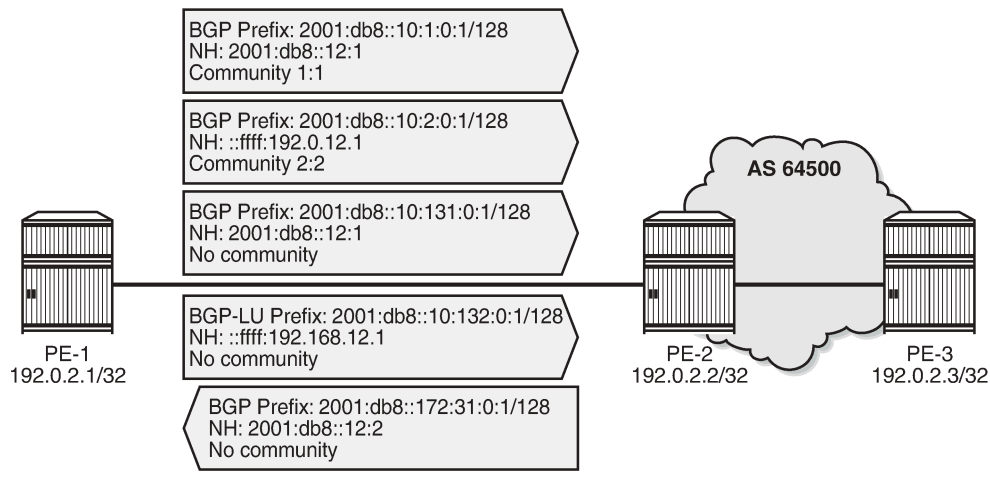 BGP Prefix: 2001:db8::10:1:0:1/128
NH: 2001:db8::12:1
Community 1:1
BGP Prefix: 2001:db8::10:2:0:1/128
NH: ::ffff:192.0.12.1
Community 2:2
AS 64500
BGP Prefix: 2001:db8::10:131:0:1/128
NH: 2001:db8::12:1
No community
BGP-LU Prefix: 2001:db8::10:132:0:1/128
NH: ::ffff:192.168.12.1
No community
PE-1
192.0.2.1/32
PE-2
192.0.2.2/32
PE-3
192.0.2.3/32
BGP Prefix: 2001:db8::172:31:0:1/128
NH: 2001:db8::12:2
No community